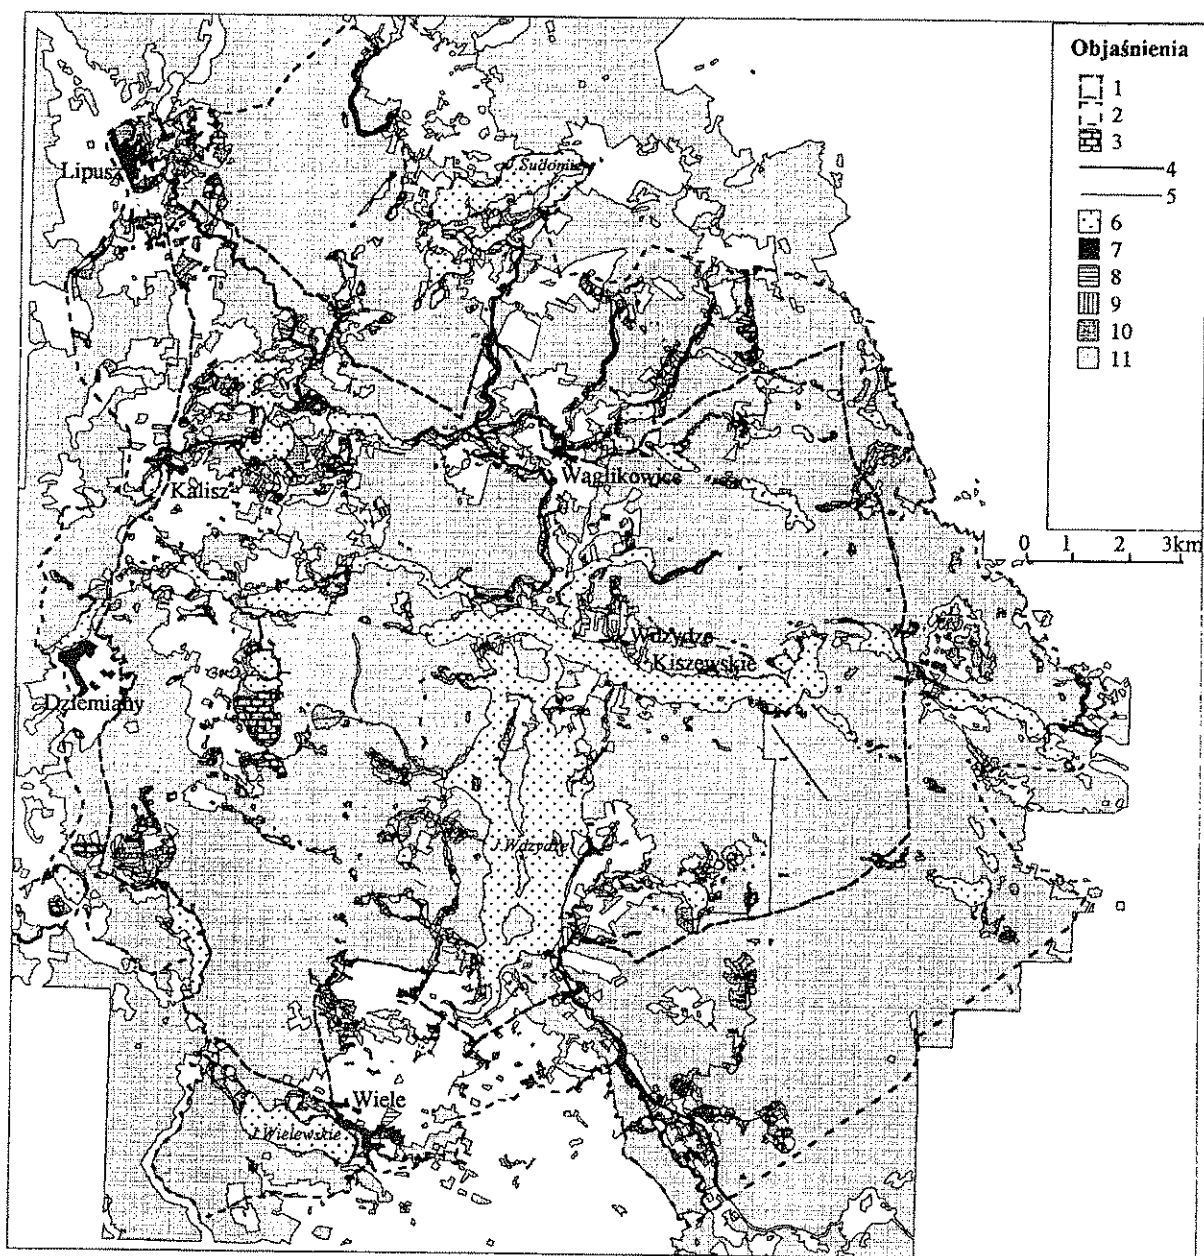 Objaśnienia
1
2
3
4
5
6
7
8
9
10
11
0 1 2 3km
J.Sudomie
Lipusz
Wąglikowice
Kalisz
Wdzydze
Kiszewskie
Dziemiany
J.Wdzydze
Wiele
J.Wielewskie